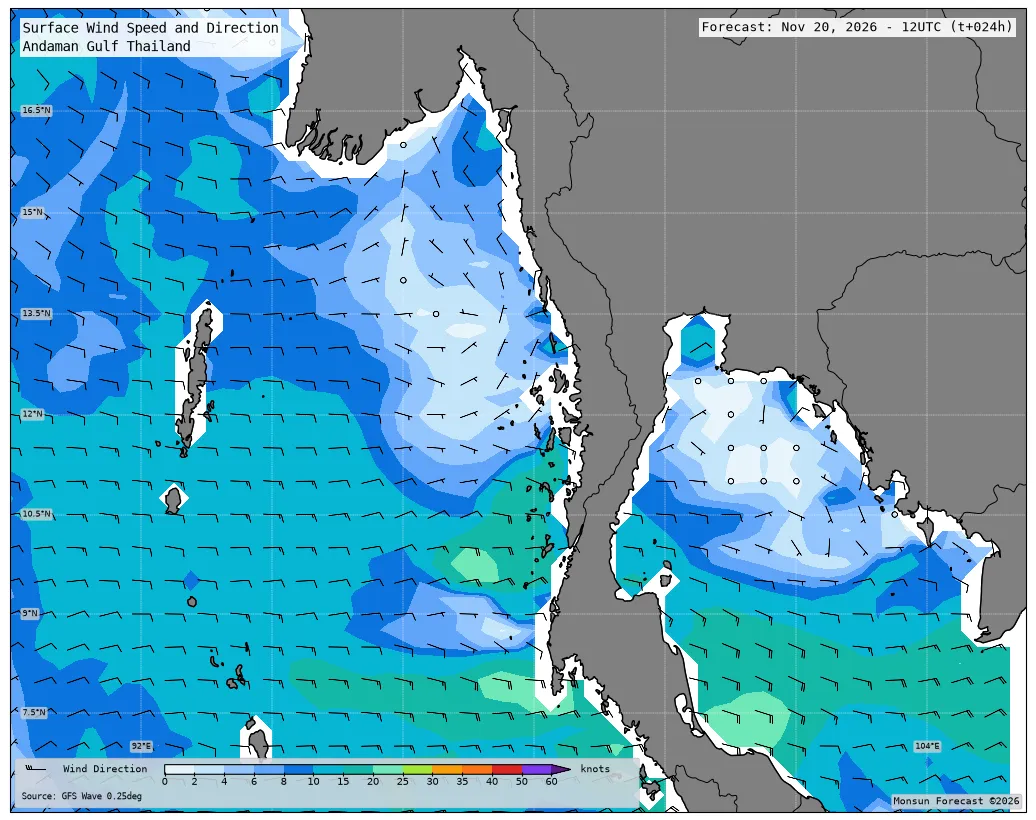 Surface Wind Speed and Direction
Andaman Gulf Thailand
Forecast: Nov 20, 2026 - 12UTC (t+024h)
16.5°N
15°N
13.5°N
12°N
10.5°N
9°N
7.5°N
92°E
104°E
Wind Direction
knots
0 2 4 6 8 10 15 20 25 30 35 40 50 60
Source: GFS Wave 0.25deg
Monsun Forecast ©2026